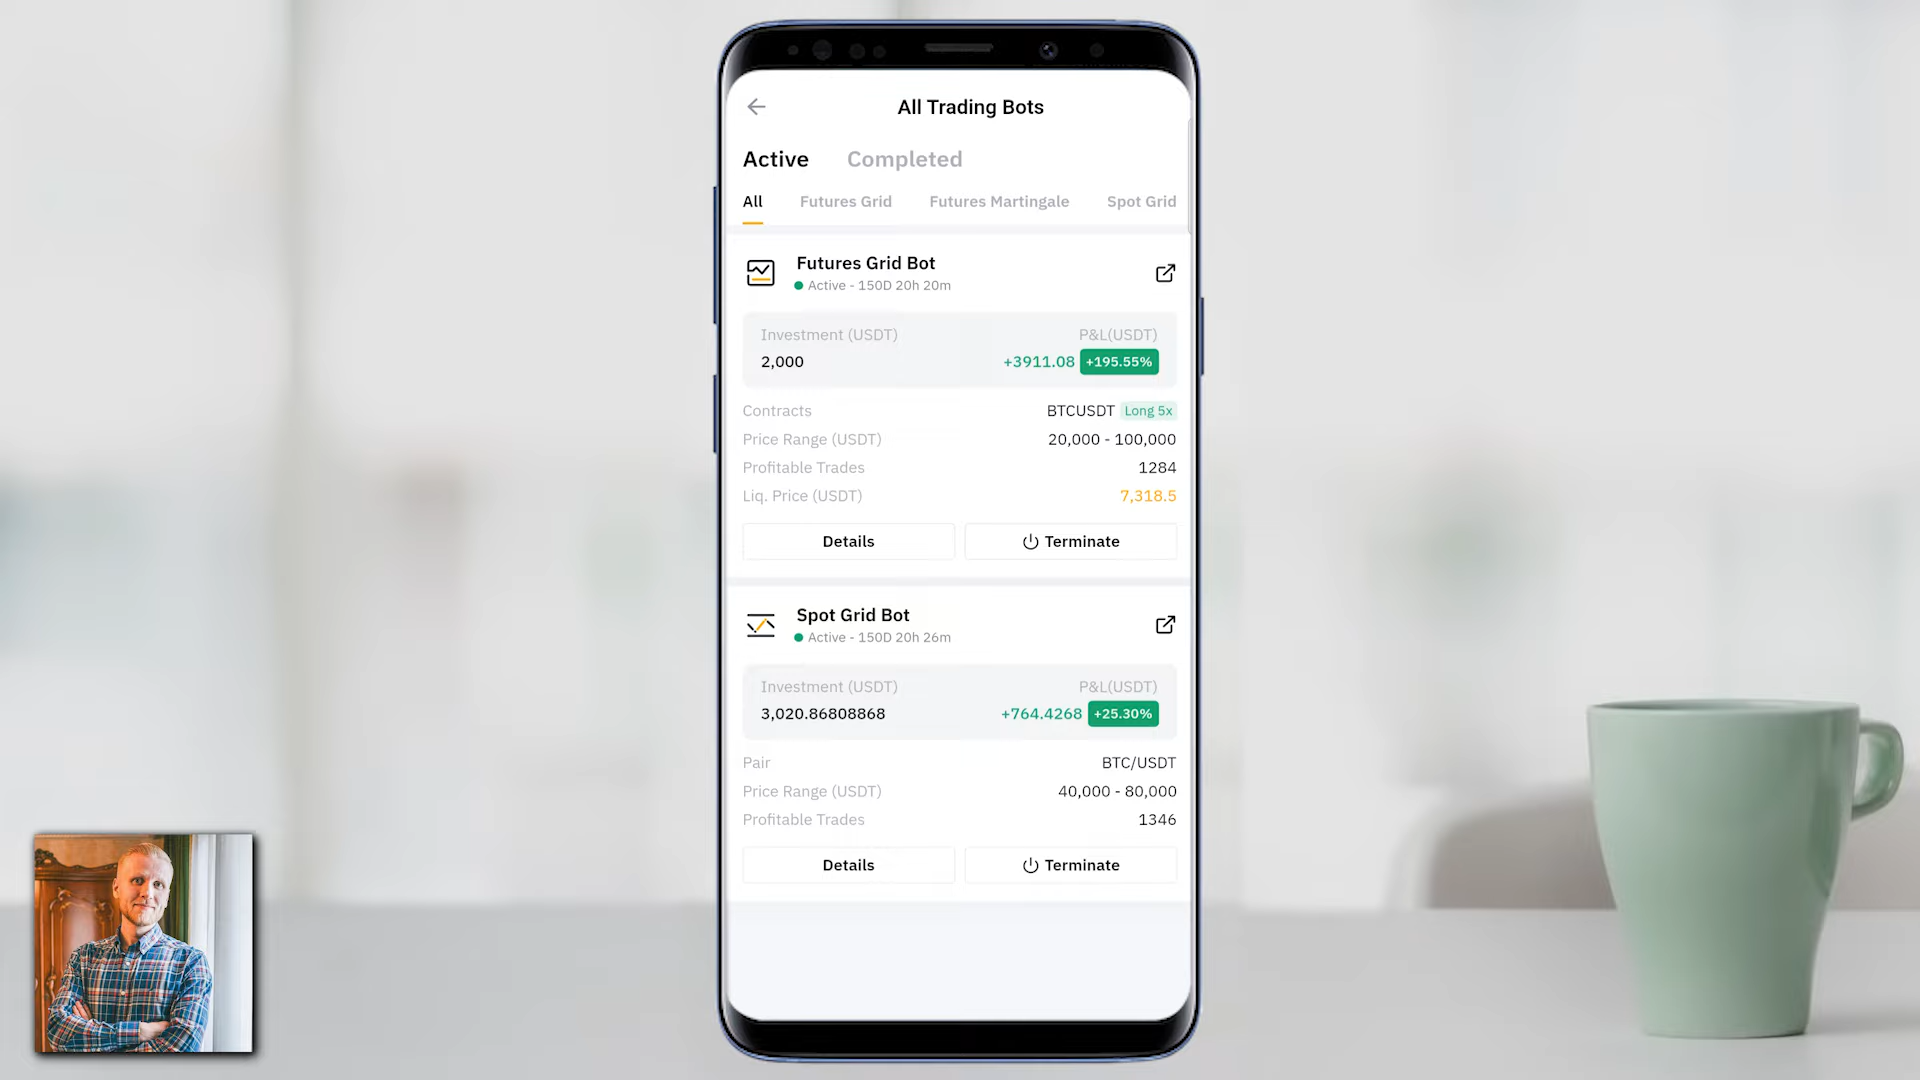 All Trading Bots
Active Completed
All Futures Grid Futures Martingale Spot Grid
Futures Grid Bot
Active - 150D 20h 20m
Investment (USDT) P&L(USDT)
2,000 +3911.08 +195.55%
Contracts BTCUSDT Long 5x
Price Range (USDT) 20,000 - 100,000
Profitable Trades 1284
Liq. Price (USDT) 7,318.5
Details Terminate
Spot Grid Bot
Active - 150D 20h 26m
Investment (USDT) P&L(USDT)
3,020.86808868 +764.4268 +25.30%
Pair BTC/USDT
Price Range (USDT) 40,000 - 80,000
Profitable Trades 1346
Details Terminate